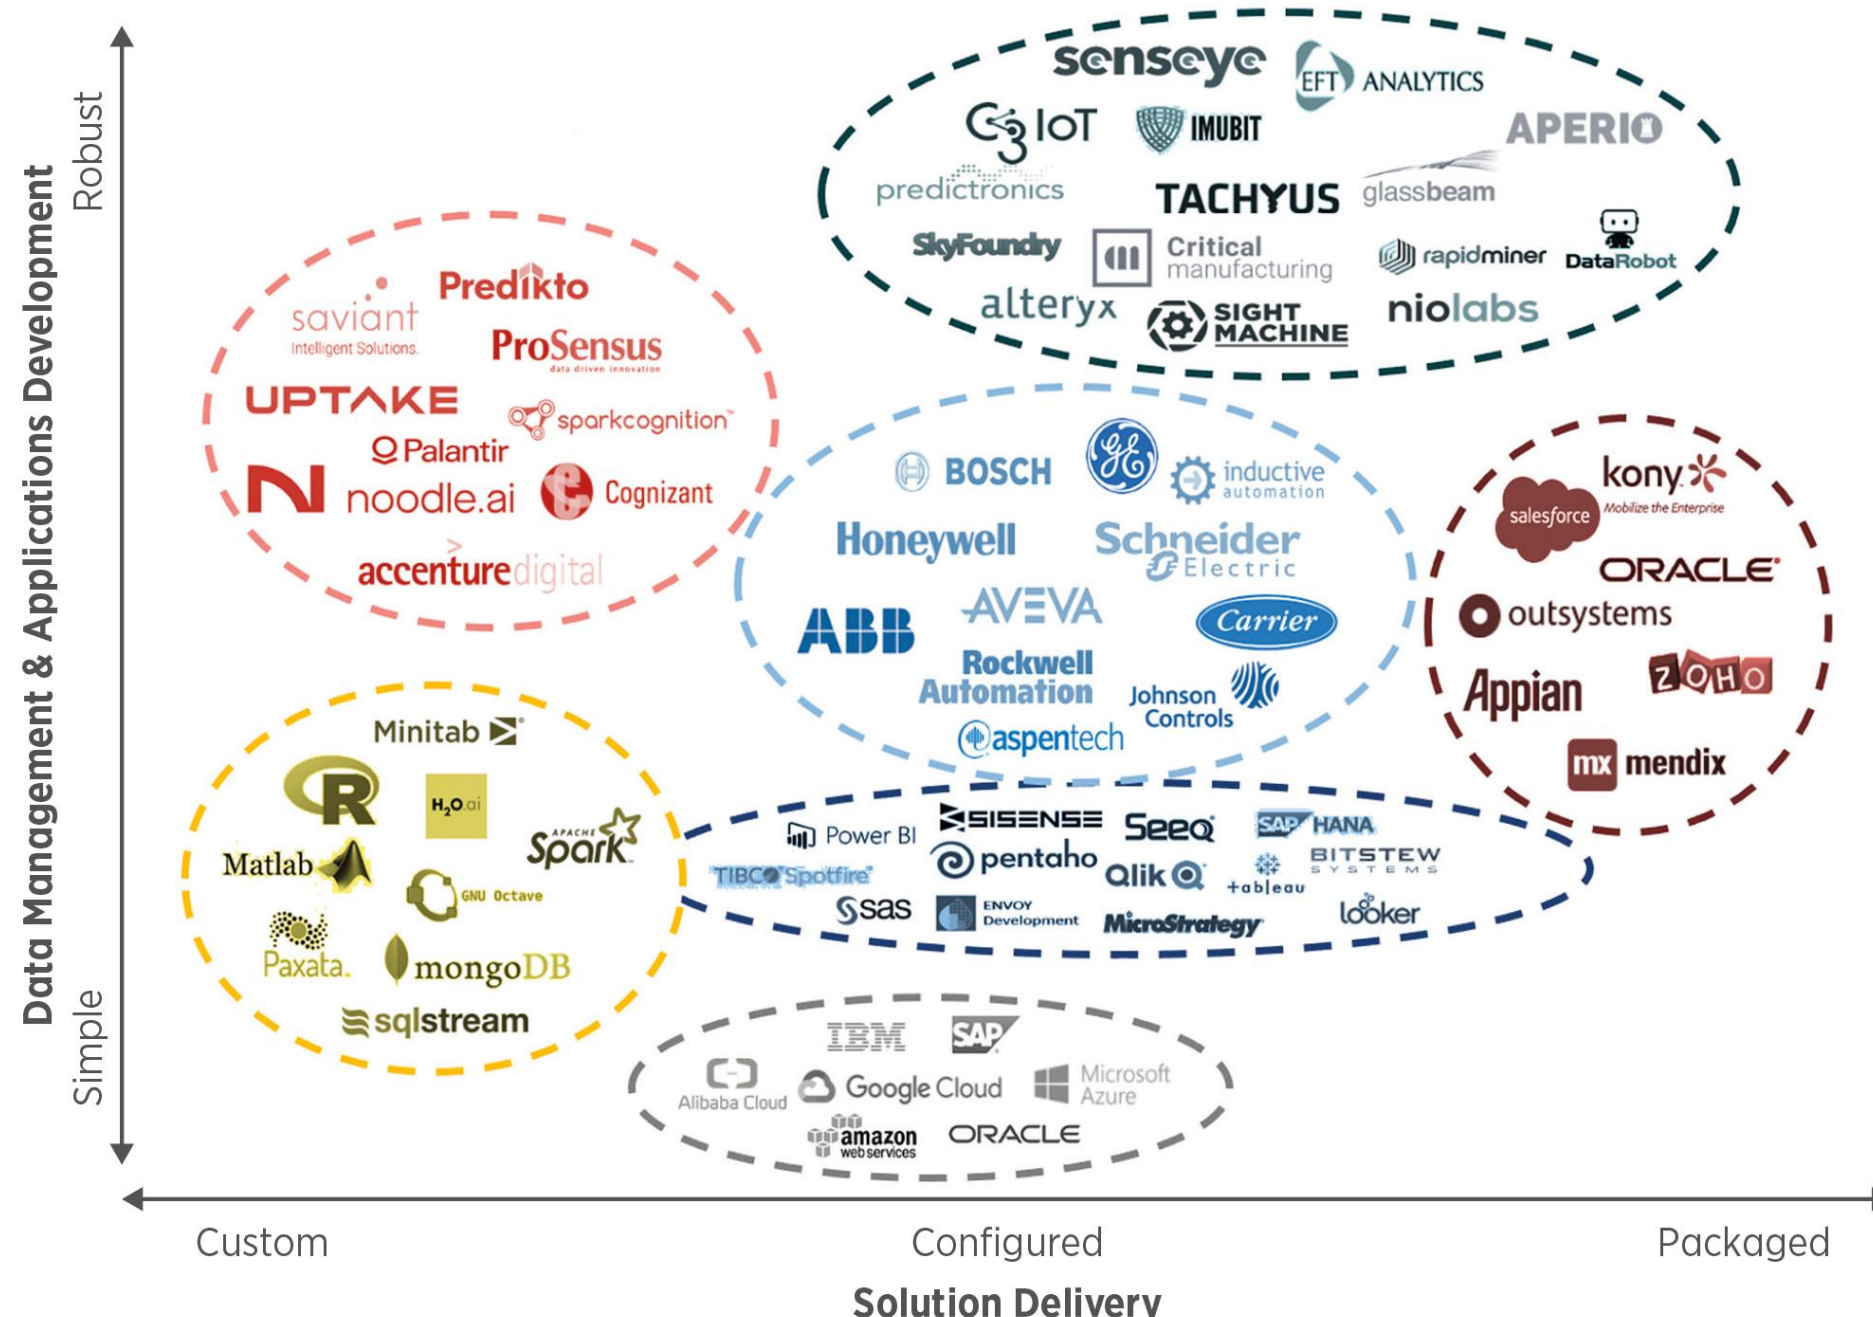 Data Management & Applications Development
Robust
Simple
senseye
EFT ANALYTICS
C3 IoT
IMUBIT
APERIO
predictronics
TACHYUS
glassbeam
SkyFoundry
Critical
manufacturing
rapidminer
DataRobot
alteryx
SIGHT
MACHINE
niolabs
Predikto
saviant
Intelligent Solutions.
ProSensus
data driven innovation
UPTAKE
sparkcognition™
Palantir
N noodle.ai
Cognizant
accenturedigital
BOSCH
GE
inductive
automation
Honeywell
Schneider
Electric
AVEVA
ABB
Carrier
Rockwell
Automation
Johnson
Controls
aspentech
kony
Mobilize the Enterprise
salesforce
ORACLE®
outsystems
Appian
ZOHO
mx mendix
Minitab®
R
H2O.ai
APACHE
Spark™
Matlab
GNU Octave
Paxata.
mongoDB
sqlstream
Power BI
SISENSE
Seeq
SAP HANA
TIBCO Spotfire®
pentaho
Qlik
+ableau
BITSTEW
SYSTEMS
sas
ENVOY
Development
MicroStrategy
looker
IBM
SAP
Alibaba Cloud
Google Cloud
Microsoft
Azure
amazon
web services
ORACLE
Custom
Configured
Packaged
Solution Delivery